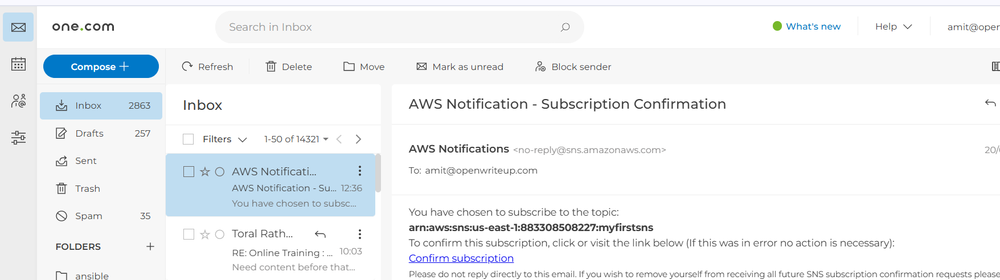 one.com
Search in Inbox
What's new
Help
amit@oper
Compose
Refresh
Delete
Move
Mark as unread
Block sender
Inbox 2863
Drafts 257
Sent
Trash
Spam 35
FOLDERS
ansible
Inbox
Filters 1-50 of 14321
AWS Notificati...
AWS Notification - Su... 12:36
You have chosen to subsc...
Toral Rath...
RE: Online Training : ... 10:03
Need content before that...
AWS Notification - Subscription Confirmation
AWS Notifications <no-reply@sns.amazonaws.com> 20/
To: amit@openwriteup.com
You have chosen to subscribe to the topic:
arn:aws:sns:us-east-1:883308508227:myfirstsns
To confirm this subscription, click or visit the link below (If this was in error no action is necessary):
Confirm subscription
Please do not reply directly to this email. If you wish to remove yourself from receiving all future SNS subscription confirmation requests please